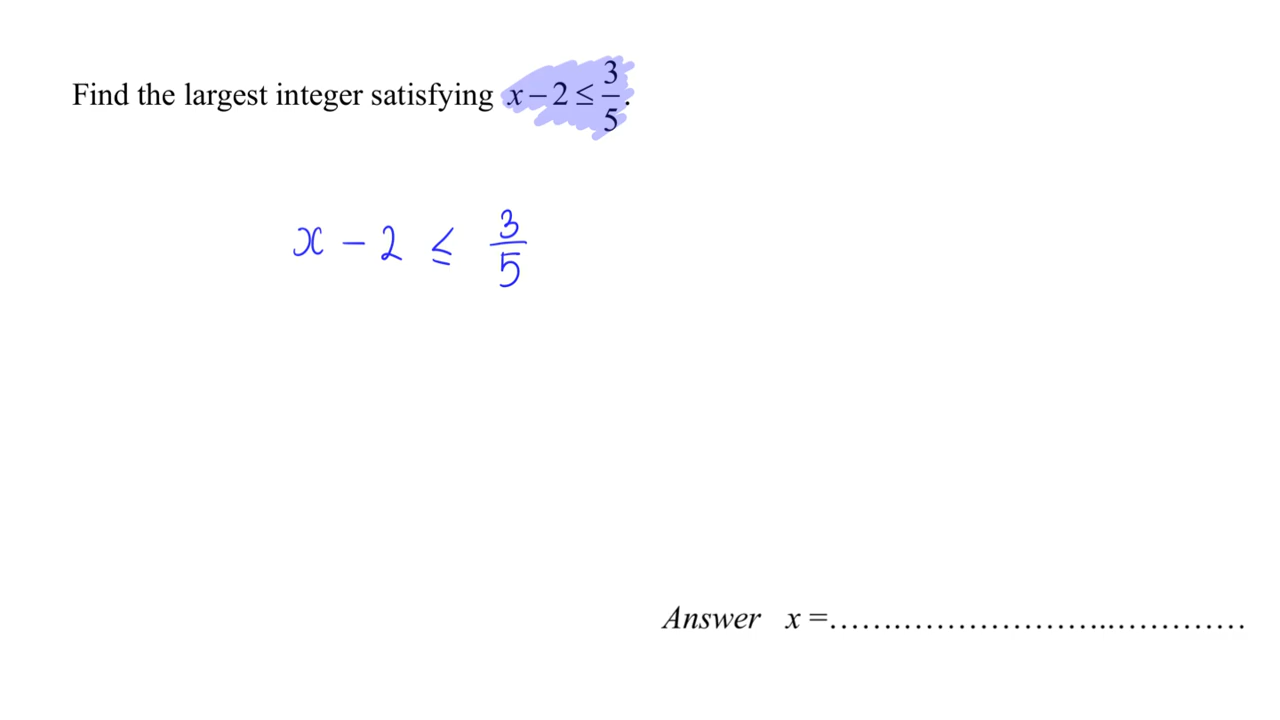 Find the largest integer satisfying x − 2 ≤ 3/5.
x − 2 ≤ 3/5
Answer x =……………………………..…………